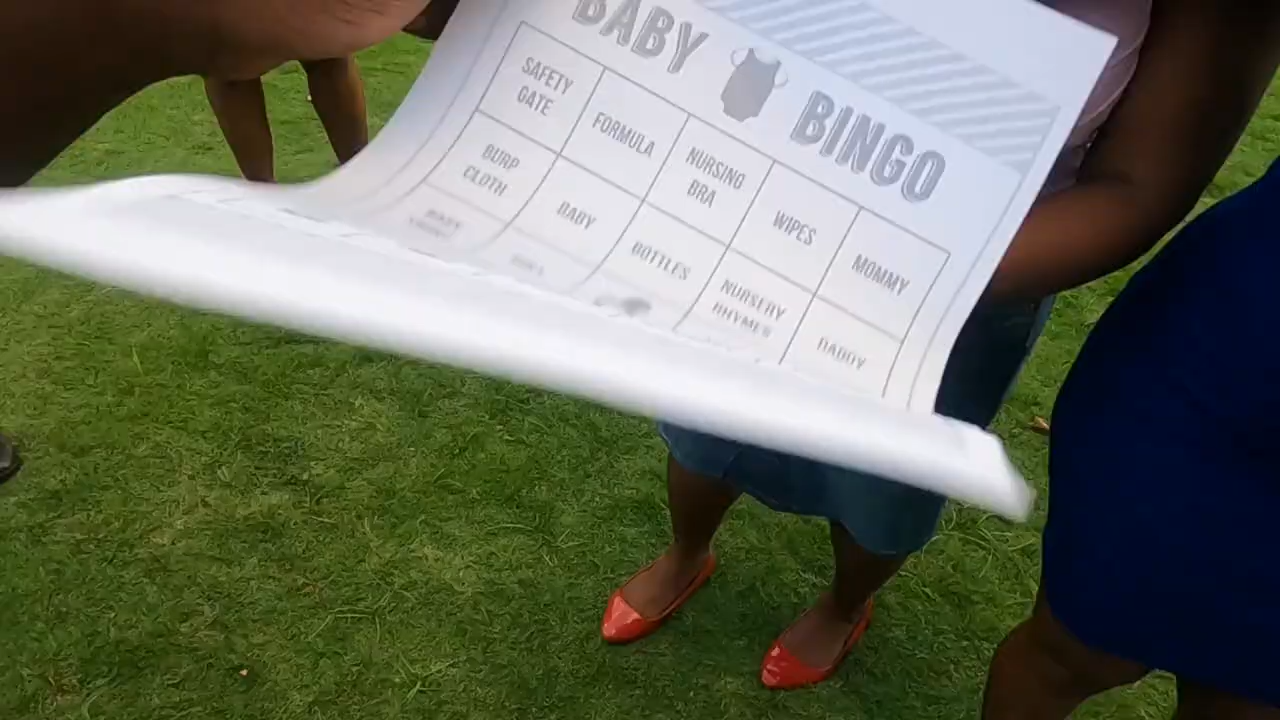 BABY BINGO
SAFETY GATE
FORMULA
NURSING BRA
WIPES
MOMMY
BURP CLOTH
BABY
BOTTLES
NURSERY RHYMES
DADDY